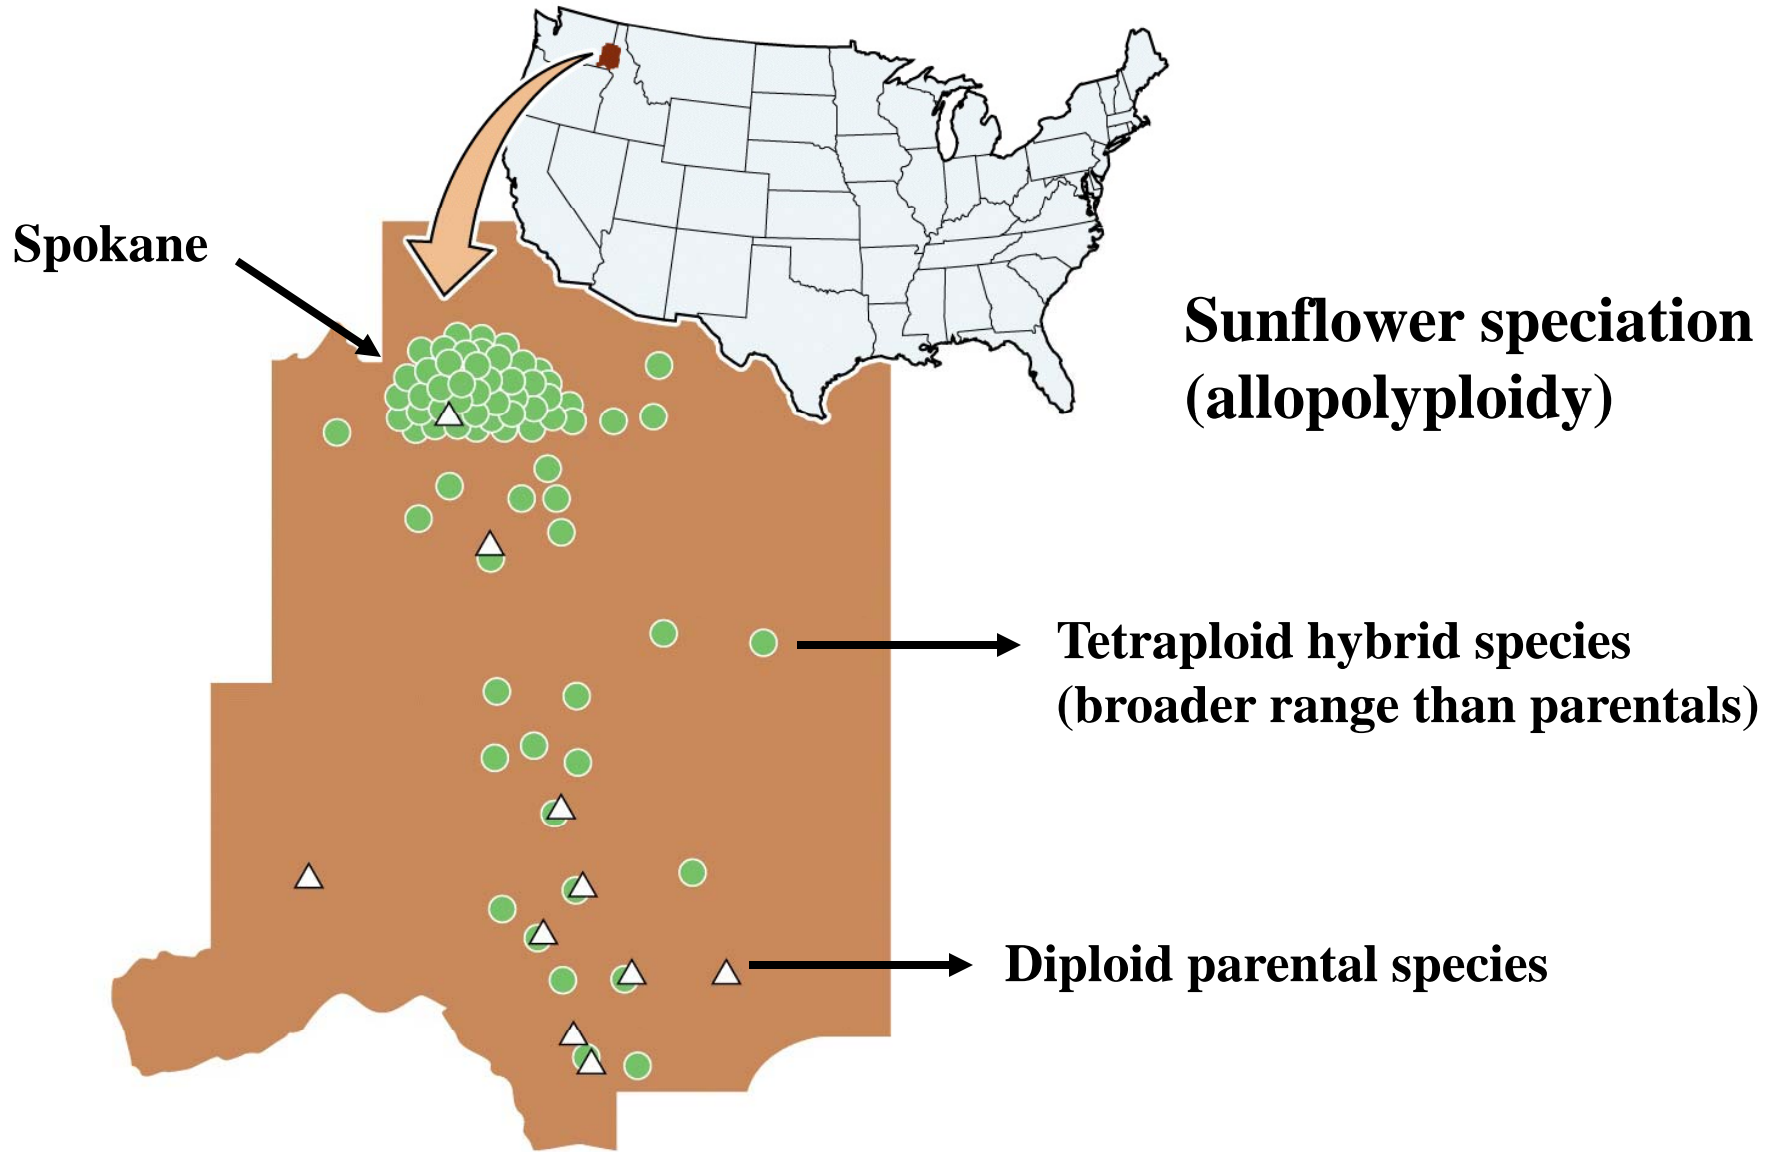 Spokane
Sunflower speciation
(allopolyploidy)
Tetraploid hybrid species
(broader range than parentals)
Diploid parental species